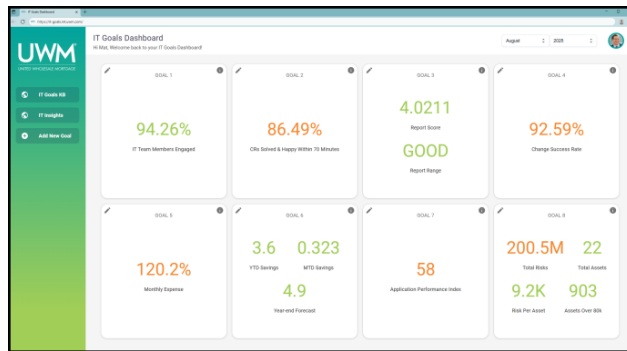 IT Goals Dashboard
IT Goals Dashboard
Hi Mat, Welcome back to your IT Goals Dashboard!
August
2025
UWM
UNITED WHOLESALE MORTGAGE
IT Goals KB
IT Insights
Add New Goal
GOAL 1
94.26%
IT Team Members Engaged
GOAL 2
86.49%
CRs Solved & Happy Within 70 Minutes
GOAL 3
4.0211
Report Score
GOOD
Report Range
GOAL 4
92.59%
Change Success Rate
GOAL 5
120.2%
Monthly Expense
GOAL 6
3.6 0.323
YTD Savings MTD Savings
4.9
Year-end Forecast
GOAL 7
58
Application Performance Index
GOAL 8
200.5M 22
Total Risks Total Assets
9.2K 903
Risk Per Asset Assets Over 80k